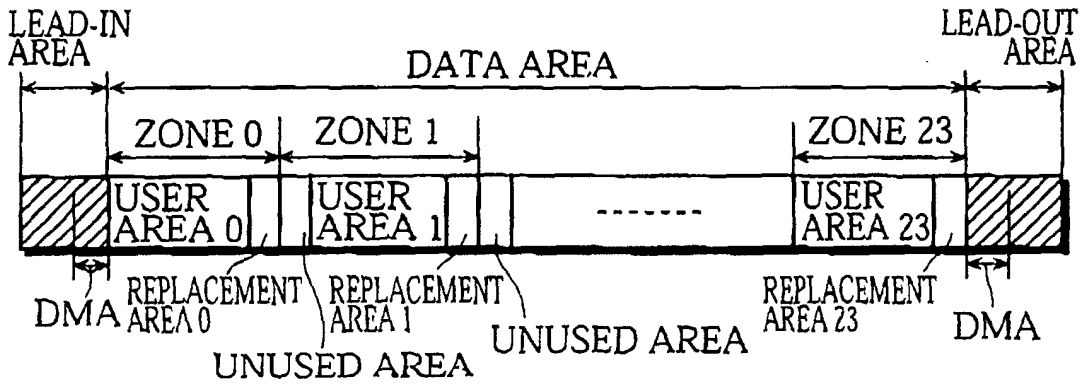 LEAD-IN
AREA
LEAD-OUT
AREA
DATA AREA
ZONE 0
ZONE 1
ZONE 23
USER
AREA 0
USER
AREA 1
--------
USER
AREA 23
DMA
REPLACEMENT
AREA 0
REPLACEMENT
AREA 1
REPLACEMENT
AREA 23
DMA
UNUSED AREA
UNUSED AREA